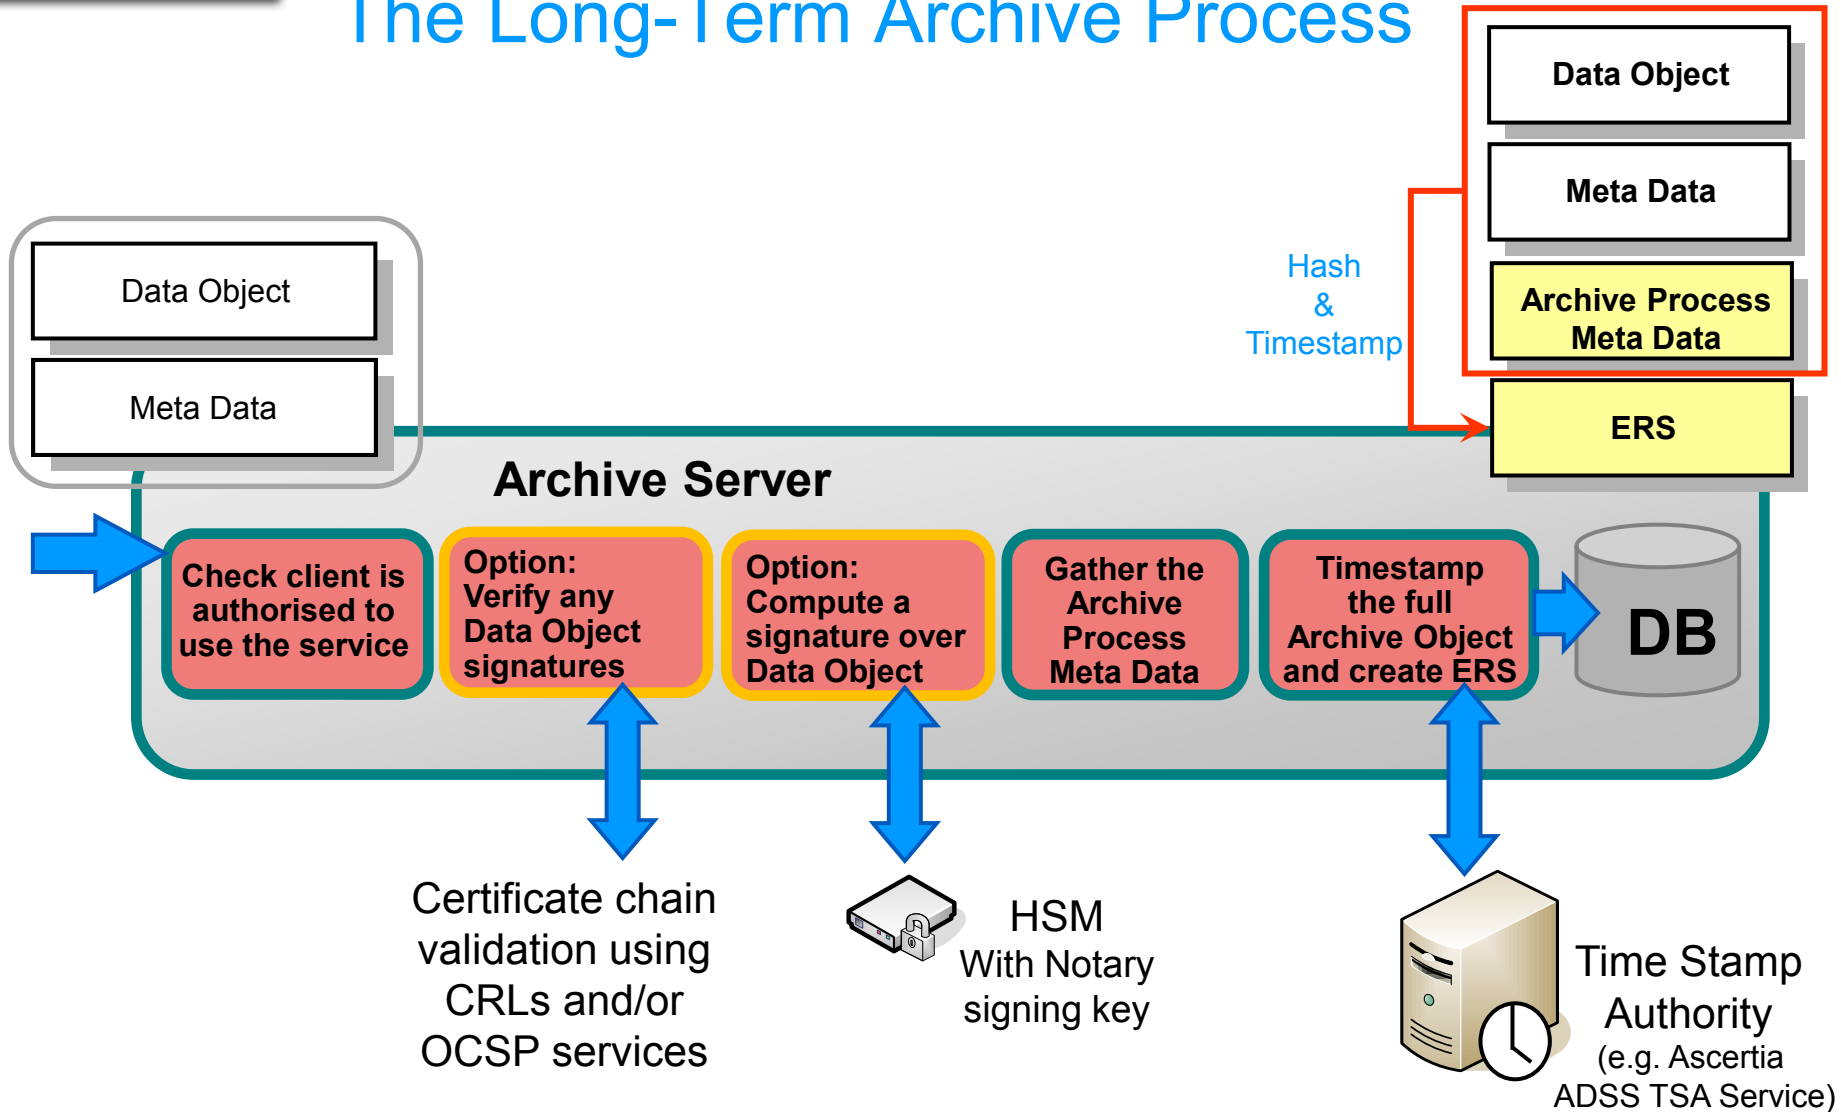 The Long-Term Archive Process
Data Object
Meta Data
Archive Process
Meta Data
ERS
Hash
&
Timestamp
Data Object
Meta Data
Archive Server
Check client is
authorised to
use the service
Option:
Verify any
Data Object
signatures
Option:
Compute a
signature over
Data Object
Gather the
Archive
Process
Meta Data
Timestamp
the full
Archive Object
and create ERS
DB
Certificate chain
validation using
CRLs and/or
OCSP services
HSM
With Notary
signing key
Time Stamp
Authority
(e.g. Ascertia
ADSS TSA Service)